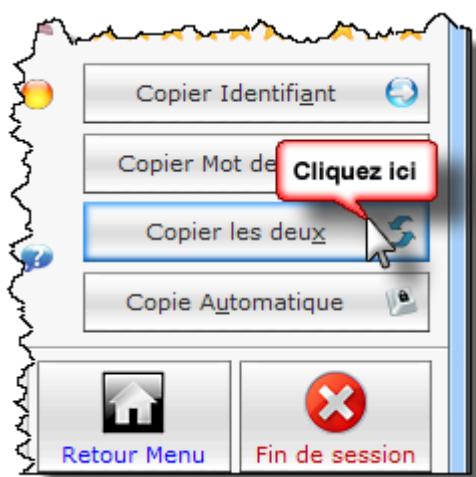 Copier Identifiant
Copier Mot de
Cliquez ici
Copier les deux
Copie Automatique
Retour Menu
Fin de session